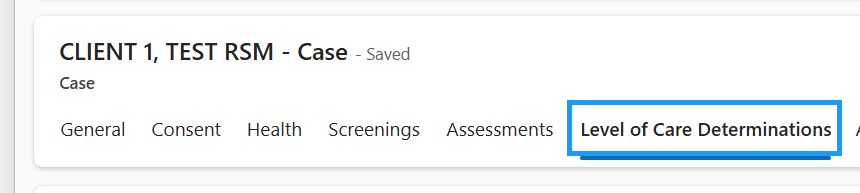 CLIENT 1, TEST RSM - Case - Saved
Case
General Consent Health Screenings Assessments Level of Care Determinations